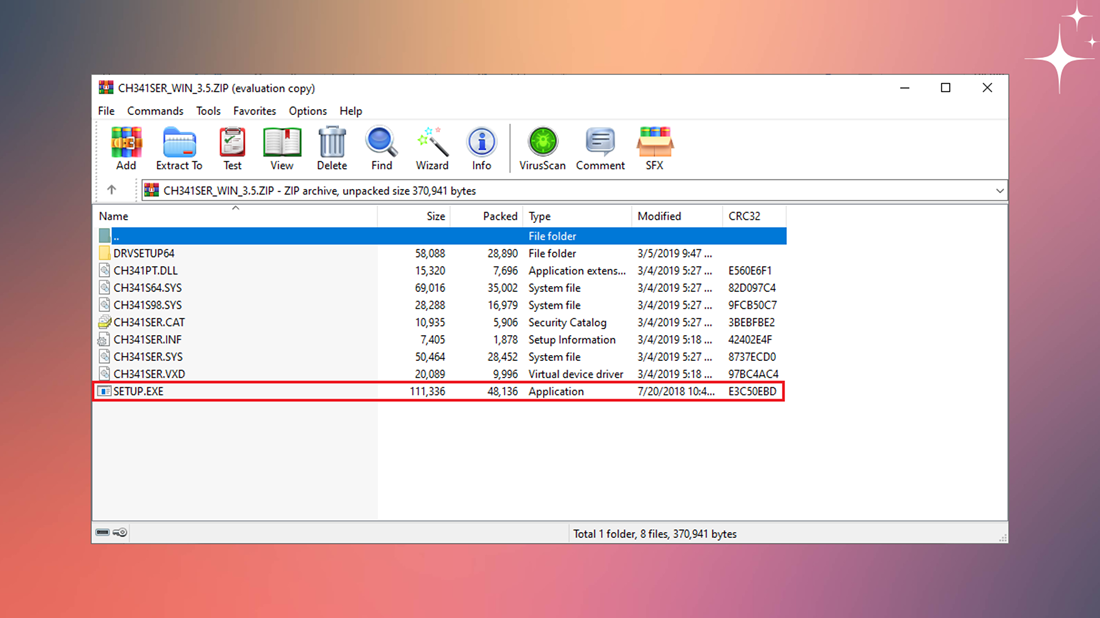 CH341SER_WIN_3.5.ZIP (evaluation copy)
File Commands Tools Favorites Options Help
Add Extract To Test View Delete Find Wizard Info VirusScan Comment SFX
CH341SER_WIN_3.5.ZIP - ZIP archive, unpacked size 370,941 bytes
Name Size Packed Type Modified CRC32
.. File folder
DRVSETUP64 58,088 28,890 File folder 3/5/2019 9:47 ...
CH341PT.DLL 15,320 7,696 Application extens... 3/4/2019 5:27 ... E560E6F1
CH341S64.SYS 69,016 35,002 System file 3/4/2019 5:27 ... 82D097C4
CH341S98.SYS 28,288 16,979 System file 3/4/2019 5:27 ... 9FCB50C7
CH341SER.CAT 10,935 5,906 Security Catalog 3/4/2019 5:27 ... 3BEBFBE2
CH341SER.INF 7,405 1,878 Setup Information 3/4/2019 5:18 ... 42402E4F
CH341SER.SYS 50,464 28,452 System file 3/4/2019 5:27 ... 8737ECD0
CH341SER.VXD 20,089 9,996 Virtual device driver 3/4/2019 5:18 ... 97BC4AC4
SETUP.EXE 111,336 48,136 Application 7/20/2018 10:4... E3C50EBD
Total 1 folder, 8 files, 370,941 bytes